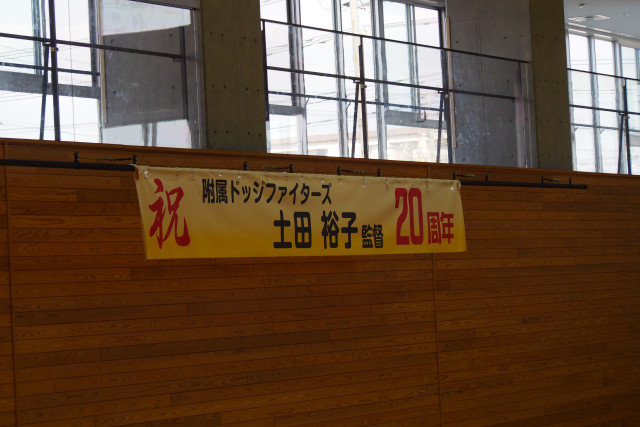 祝
附属ドッジファイターズ
土田 裕子 監督
20周年